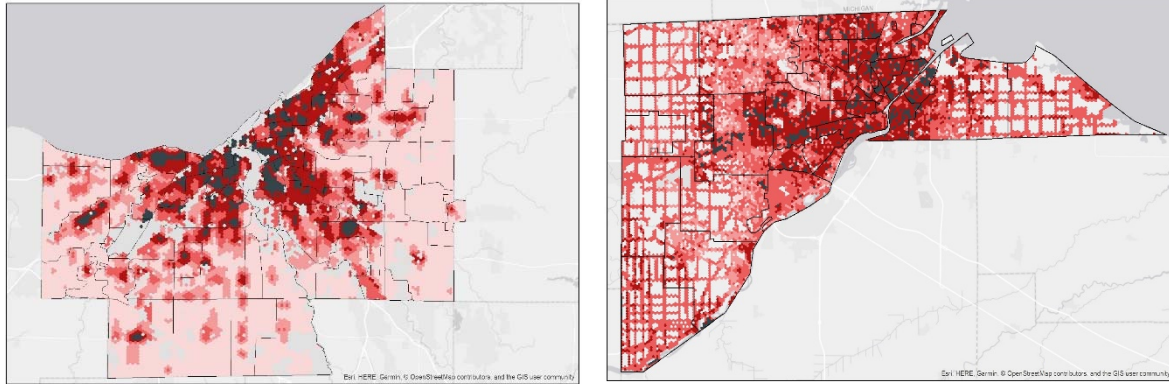 MICHIGAN
Esri, HERE, Garmin, © OpenStreetMap contributors, and the GIS user community
Esri, HERE, Garmin, © OpenStreetMap contributors, and the GIS user community